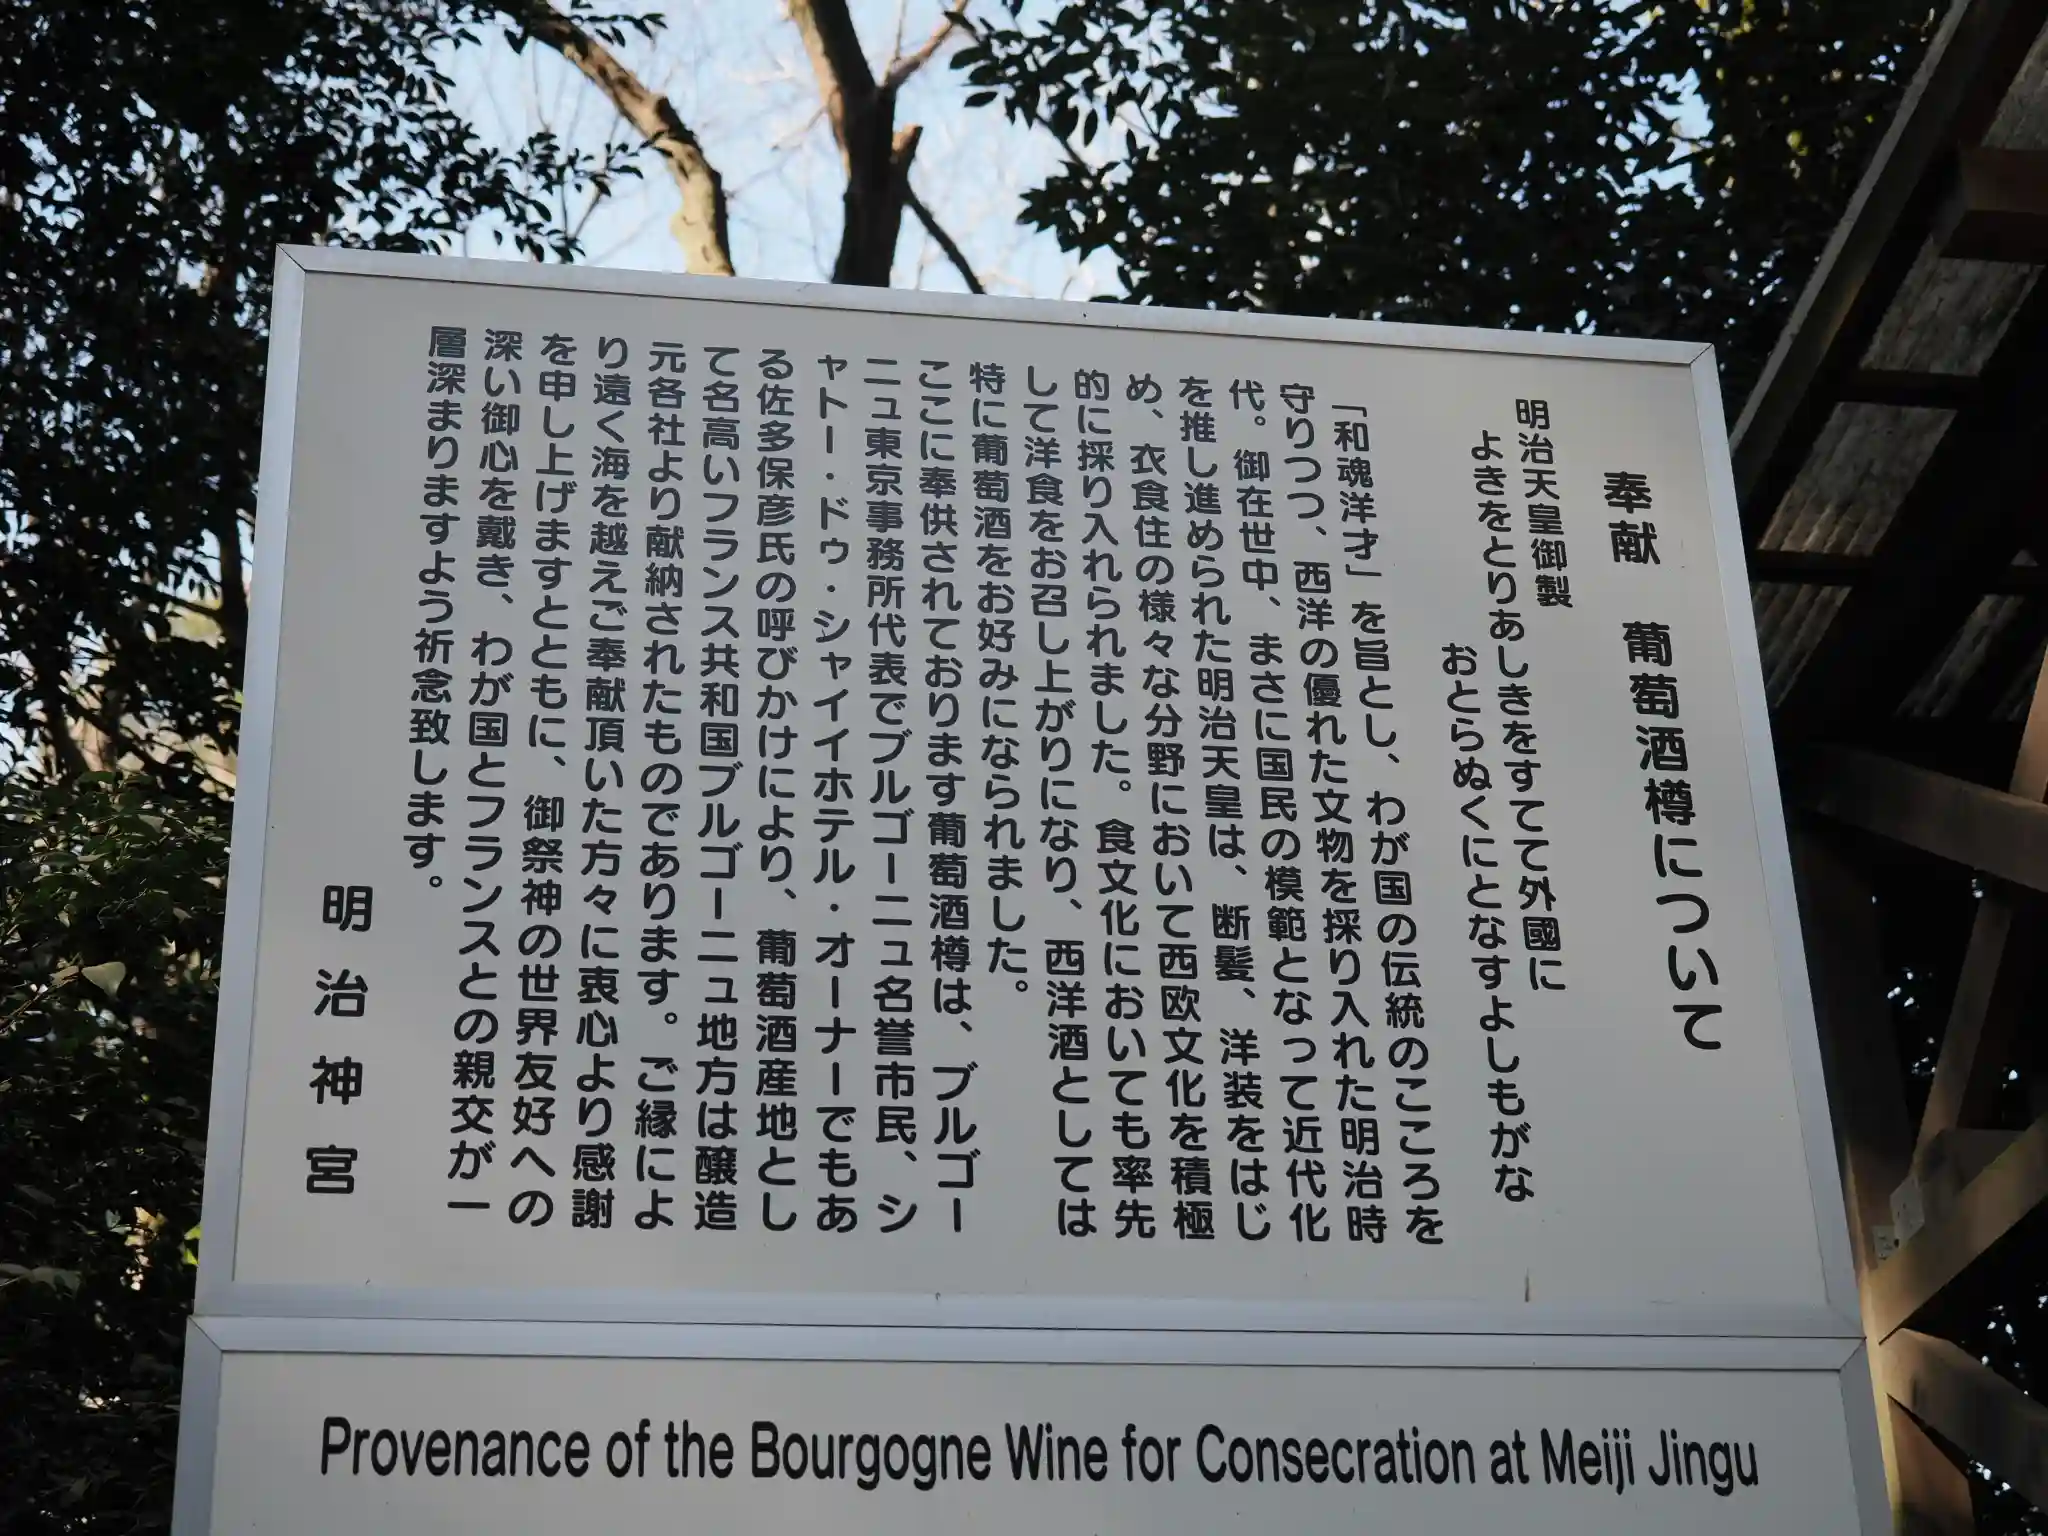 奉献 葡萄酒樽について
明治天皇御製
よきをとりあしきをすてて外國に
おとらぬくにとなすよしもがな
「和魂洋才」を旨とし、わが国の伝統のこころを
守りつつ、西洋の優れた文物を採り入れた明治時
代。御在世中、まさに国民の模範となって近代化
を推し進められた明治天皇は、断髪、洋装をはじ
め、衣食住の様々な分野において西欧文化を積極
的に採り入れられました。食文化においても率先
して洋食をお召し上がりになり、西洋酒としては
特に葡萄酒をお好みになられました。
ここに奉供されております葡萄酒樽は、ブルゴー
ニュ東京事務所代表でブルゴーニュ名誉市民、シ
ャトー・ドゥ・シャイイホテル・オーナーでもあ
る佐多保彦氏の呼びかけにより、葡萄酒産地とし
て名高いフランス共和国ブルゴーニュ地方は醸造
元各社より献納されたものであります。ご縁によ
り遠く海を越えご奉献頂いた方々に衷心より感謝
を申し上げますとともに、御祭神の世界友好への
深い御心を戴き、わが国とフランスとの親交が一
層深まりますよう祈念致します。
明治神宮
Provenance of the Bourgogne Wine for Consecration at Meiji Jingu